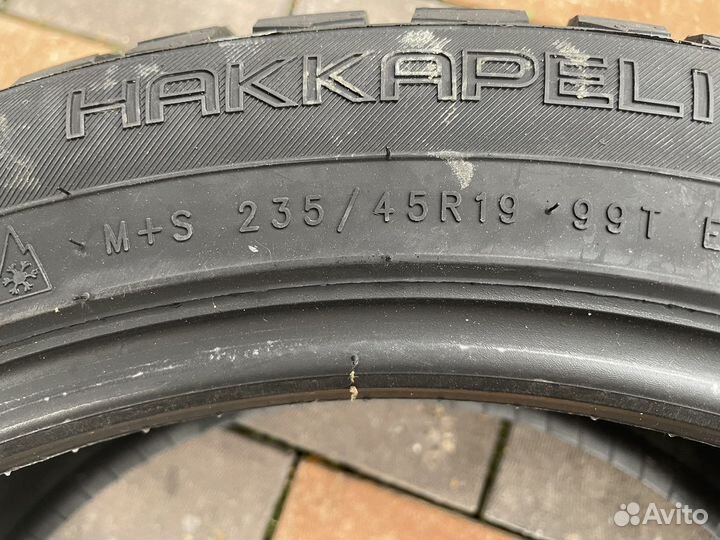 HAKKAPELI
M+S 235/45R19 99T E
Avito